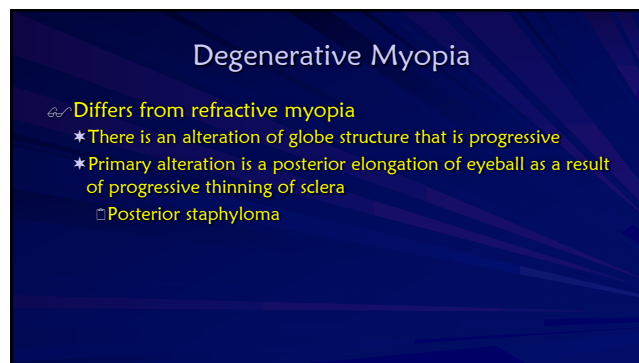 Degenerative Myopia
Differs from refractive myopia
There is an alteration of globe structure that is progressive
Primary alteration is a posterior elongation of eyeball as a result
of progressive thinning of sclera
Posterior staphyloma